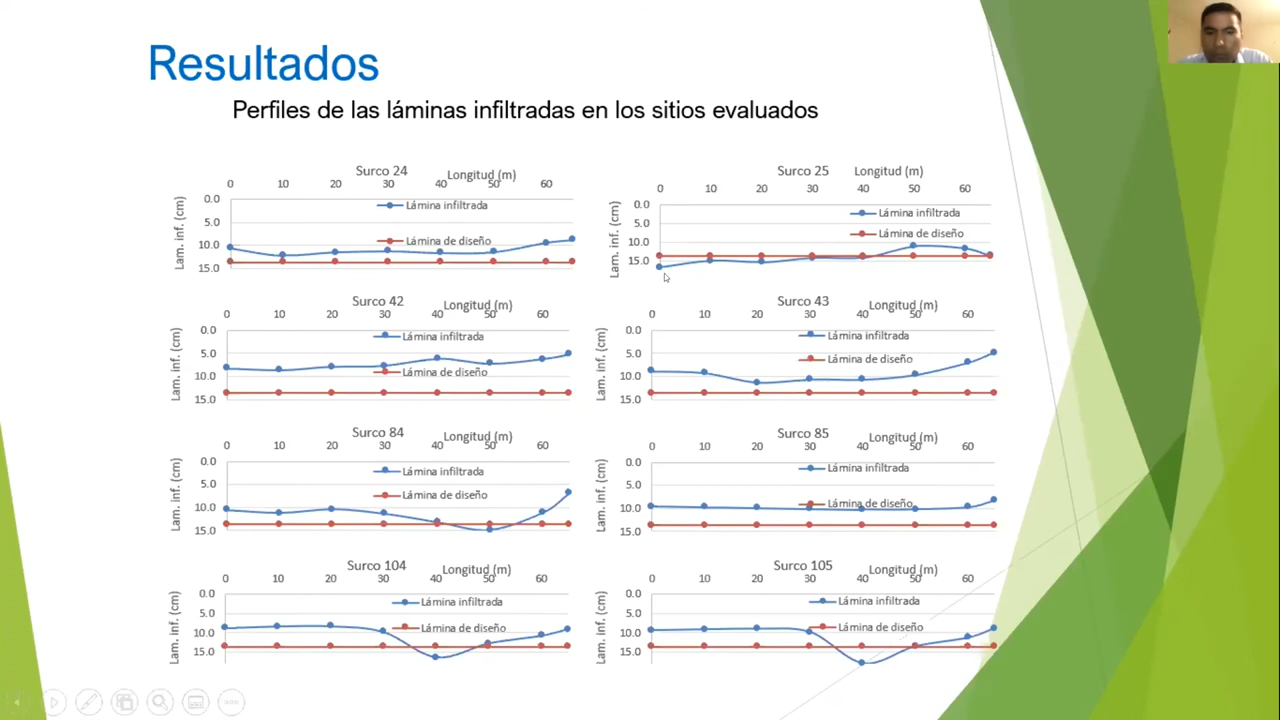 Resultados
Perfiles de las láminas infiltradas en los sitios evaluados
Surco 24
Longitud (m)
0 10 20 30 40 50 60
Lam. inf. (cm)
0.0
5.0
10.0
15.0
Lámina infiltrada
Lámina de diseño
Surco 25
Longitud (m)
0 10 20 30 40 50 60
Lam. inf. (cm)
0.0
5.0
10.0
15.0
Lámina infiltrada
Lámina de diseño
Surco 42
Longitud (m)
0 10 20 30 40 50 60
Lam. inf. (cm)
0.0
5.0
10.0
15.0
Lámina infiltrada
Lámina de diseño
Surco 43
Longitud (m)
0 10 20 30 40 50 60
Lam. inf. (cm)
0.0
5.0
10.0
15.0
Lámina infiltrada
Lámina de diseño
Surco 84
Longitud (m)
0 10 20 30 40 50 60
Lam. inf. (cm)
0.0
5.0
10.0
15.0
Lámina infiltrada
Lámina de diseño
Surco 85
Longitud (m)
0 10 20 30 40 50 60
Lam. inf. (cm)
0.0
5.0
10.0
15.0
Lámina infiltrada
Lámina de diseño
Surco 104
Longitud (m)
0 10 20 30 40 50 60
Lam. inf. (cm)
0.0
5.0
10.0
15.0
Lámina infiltrada
Lámina de diseño
Surco 105
Longitud (m)
0 10 20 30 40 50 60
Lam. inf. (cm)
0.0
5.0
10.0
15.0
Lámina infiltrada
Lámina de diseño